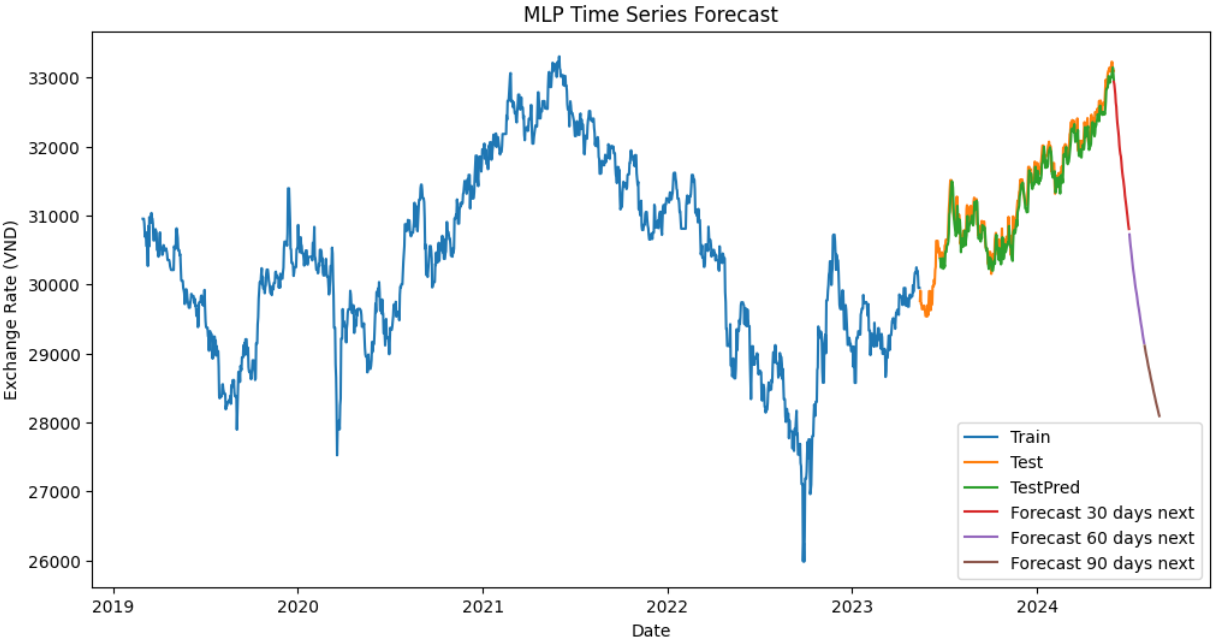 MLP Time Series Forecast
Exchange Rate (VND)
33000
32000
31000
30000
29000
28000
27000
26000
Train
Test
TestPred
Forecast 30 days next
Forecast 60 days next
Forecast 90 days next
2019
2020
2021
2022
2023
2024
Date